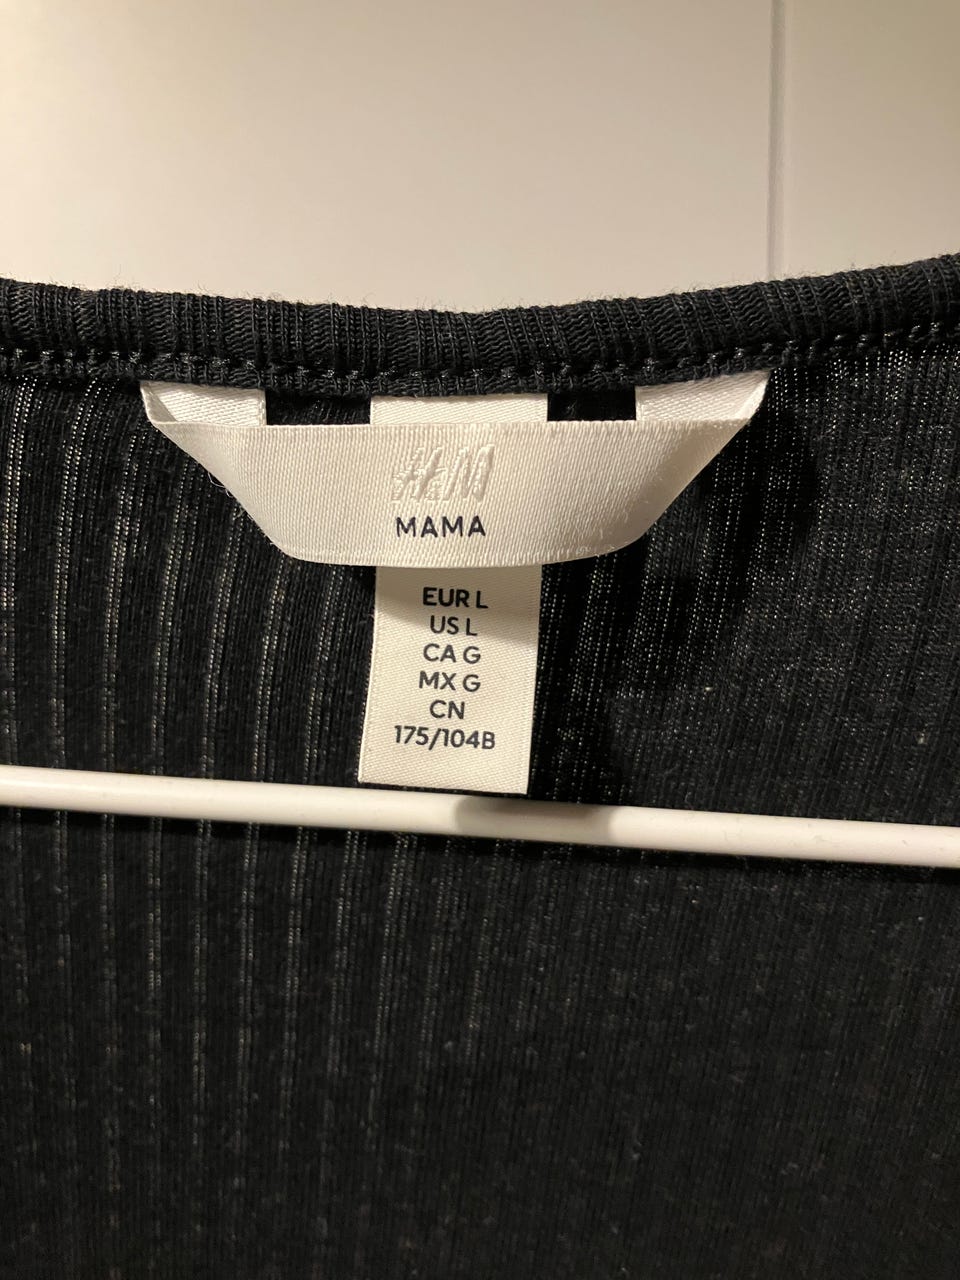 H&M
MAMA
EUR L
US L
CA G
MX G
CN
175/104B